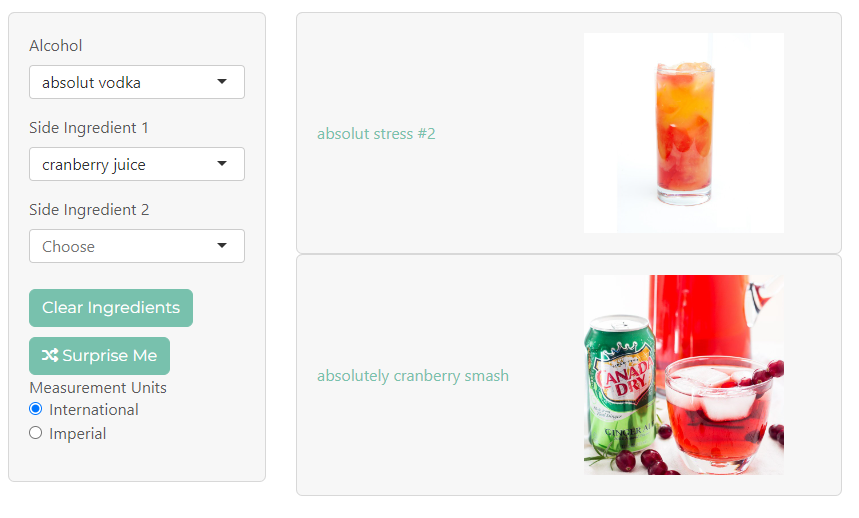 Alcohol
absolut vodka
Side Ingredient 1
cranberry juice
Side Ingredient 2
Choose
Clear Ingredients
Surprise Me
Measurement Units
International
Imperial
absolut stress #2
absolutely cranberry smash
CANADA
DRY
GINGER ALE